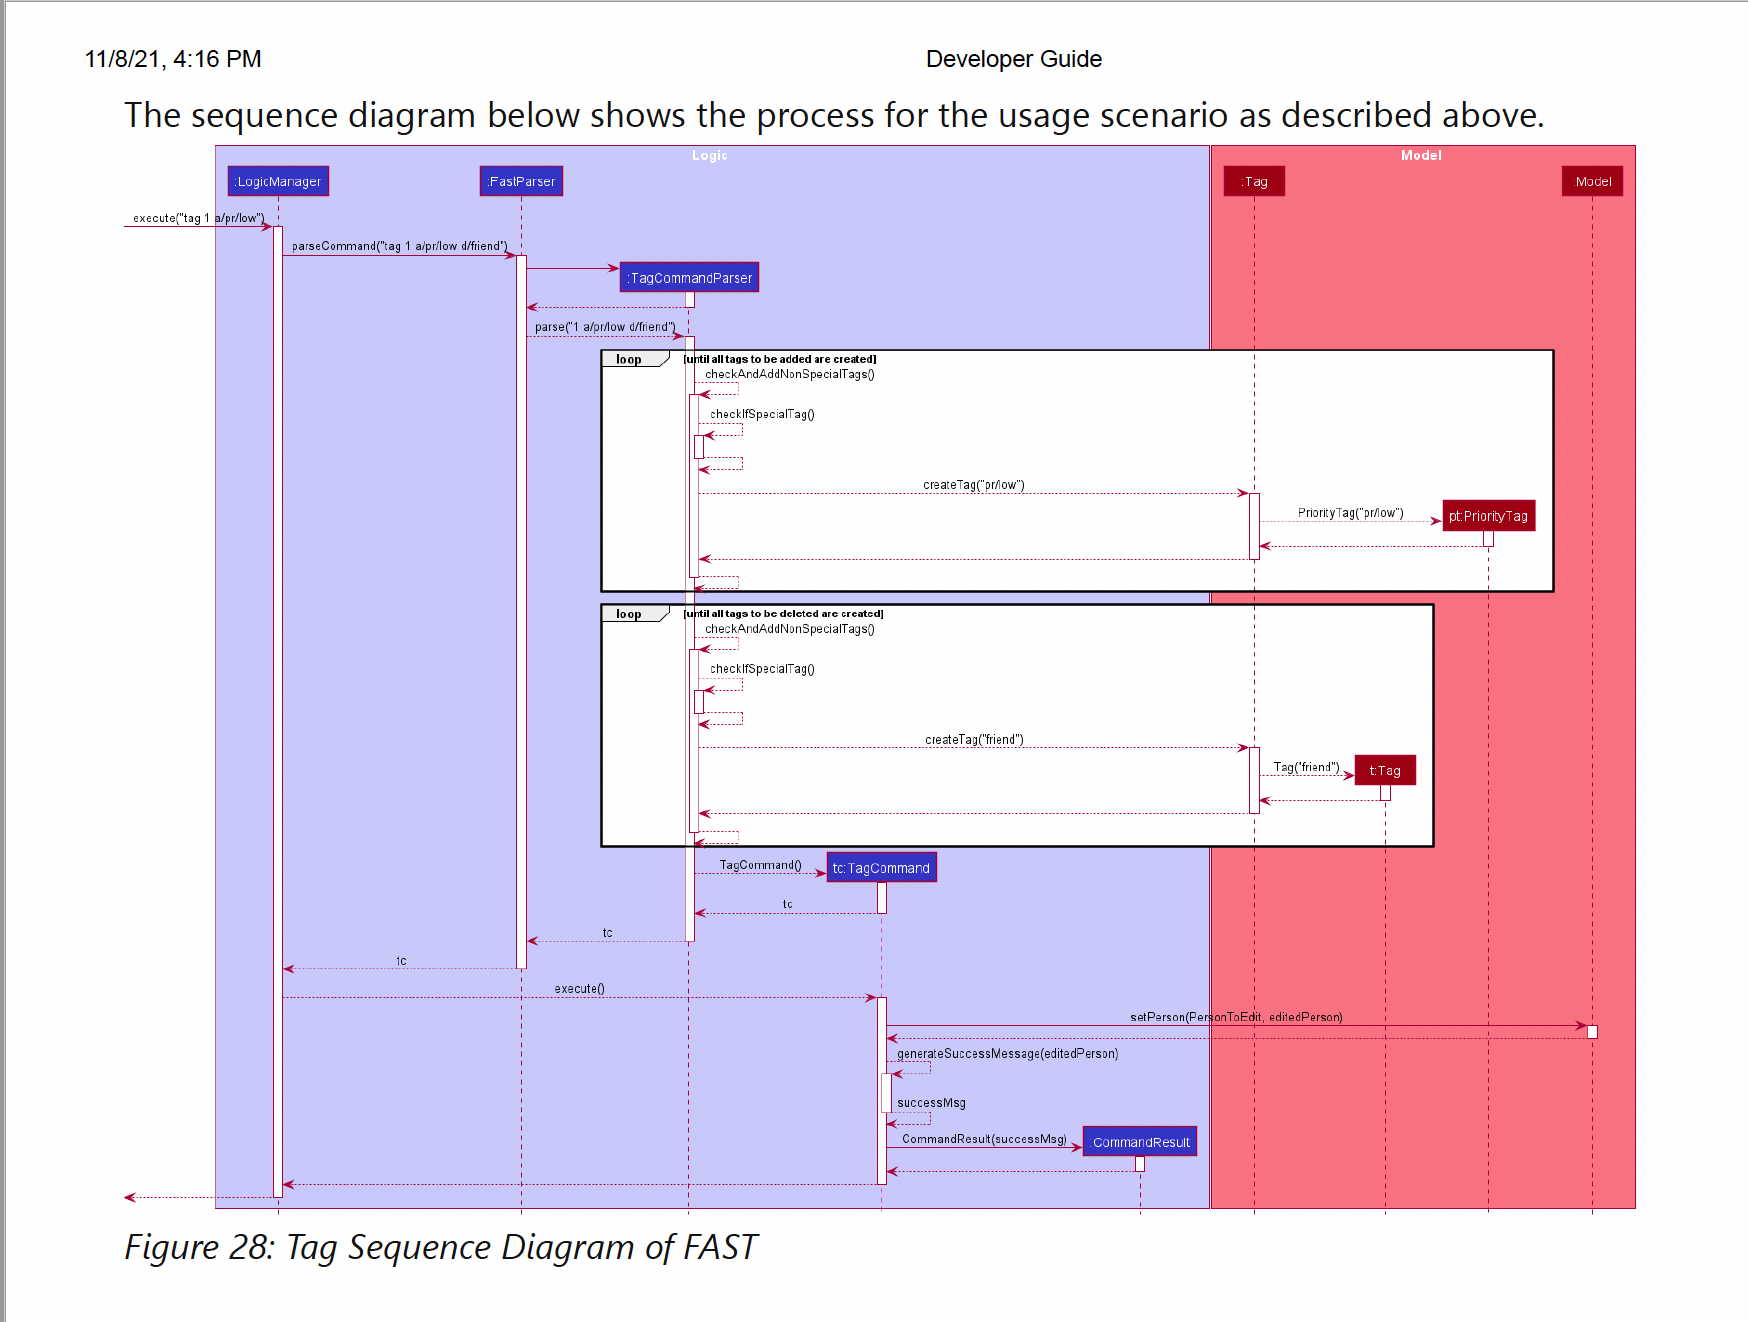 11/8/21, 4:16 PM
Developer Guide
The sequence diagram below shows the process for the usage scenario as described above.
Logic
Model
:LogicManager
:FastParser
:Tag
:Model
execute("tag 1 a/pr/low")
parseCommand("tag 1 a/pr/low d/friend")
:TagCommandParser
parse("1 a/pr/low d/friend")
loop
[until all tags to be added are created]
checkAndAddNonSpecialTags()
checkIfSpecialTag()
createTag("pr/low")
PriorityTag("pr/low")
pt:PriorityTag
loop
[until all tags to be deleted are created]
checkAndAddNonSpecialTags()
checkIfSpecialTag()
createTag("friend")
Tag("friend")
t:Tag
TagCommand()
tc:TagCommand
tc
tc
tc
execute()
setPerson(PersonToEdit, editedPerson)
generateSuccessMessage(editedPerson)
successMsg
CommandResult(successMsg)
:CommandResult
Figure 28: Tag Sequence Diagram of FAST